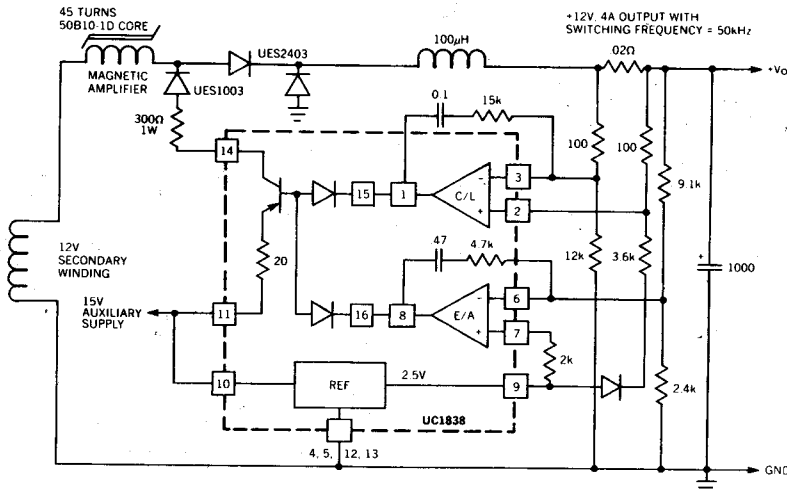 45 TURNS
50B10-1D CORE
MAGNETIC
AMPLIFIER
UES2403
UES1003
300Ω
1W
100μH
+12V, 4A OUTPUT WITH
SWITCHING FREQUENCY = 50kHz
02Ω
+Vo
0.1
15k
100
100
9.1k
14
15
1
C/L
-
+
3
2
20
12k
3.6k
12V
SECONDARY
WINDING
15V
AUXILIARY
SUPPLY
11
16
8
.47
4.7k
E/A
-
+
6
7
+
1000
2k
2.4k
10
REF
2.5V
9
UC1838
4, 5, 12, 13
GND